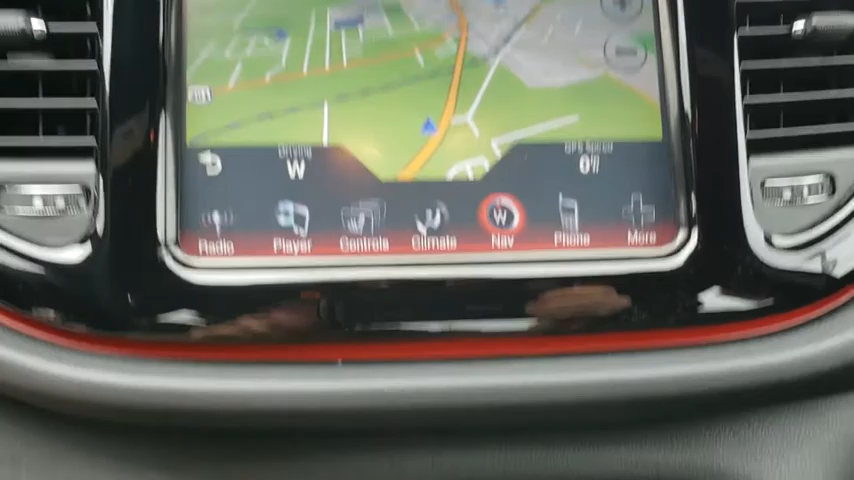 Driving
W
GPS Speed
0
Radio
Player
Controls
Climate
W
Nav
Phone
More